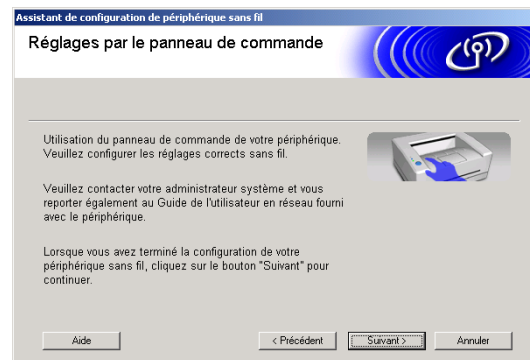 Assistant de configuration de périphérique sans fil
Réglages par le panneau de commande
Utilisation du panneau de commande de votre périphérique.
Veuillez configurer les réglages corrects sans fil.
Veuillez contacter votre administrateur système et vous
reporter également au Guide de l'utilisateur en réseau fourni
avec le périphérique.
Lorsque vous avez terminé la configuration de votre
périphérique sans fil, cliquez sur le bouton "Suivant" pour
continuer.
Aide
< Précédent
Suivant >
Annuler